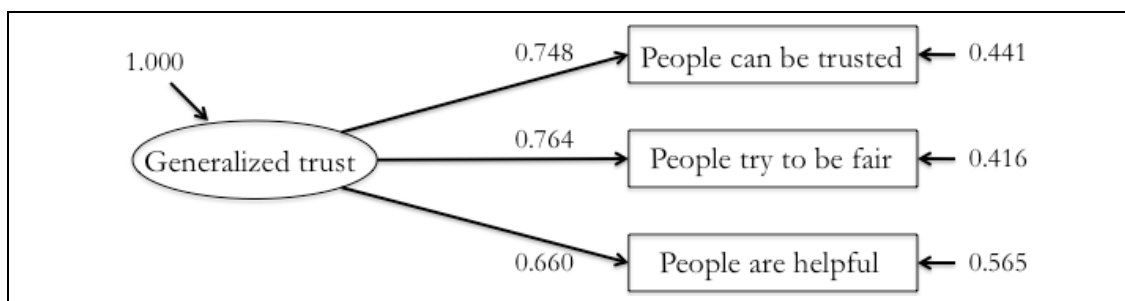 1.000
0.748
People can be trusted
0.441
Generalized trust
0.764
People try to be fair
0.416
0.660
People are helpful
0.565